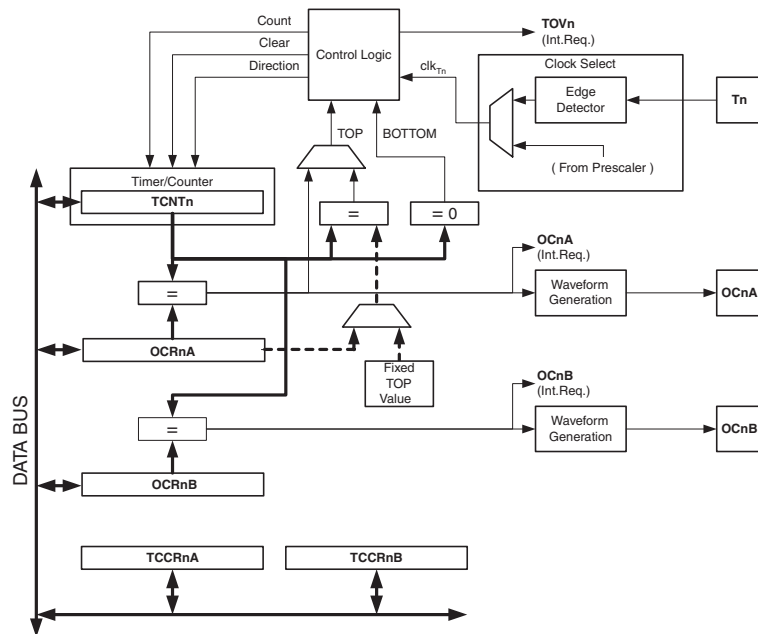 Count
Clear
Direction
Control Logic
TOVn
(Int.Req.)
clkTn
Clock Select
Edge
Detector
Tn
( From Prescaler )
TOP
BOTTOM
Timer/Counter
TCNTn
=
= 0
OCnA
(Int.Req.)
=
Waveform
Generation
OCnA
OCRnA
Fixed
TOP
Value
OCnB
(Int.Req.)
=
Waveform
Generation
OCnB
OCRnB
DATA BUS
TCCRnA
TCCRnB